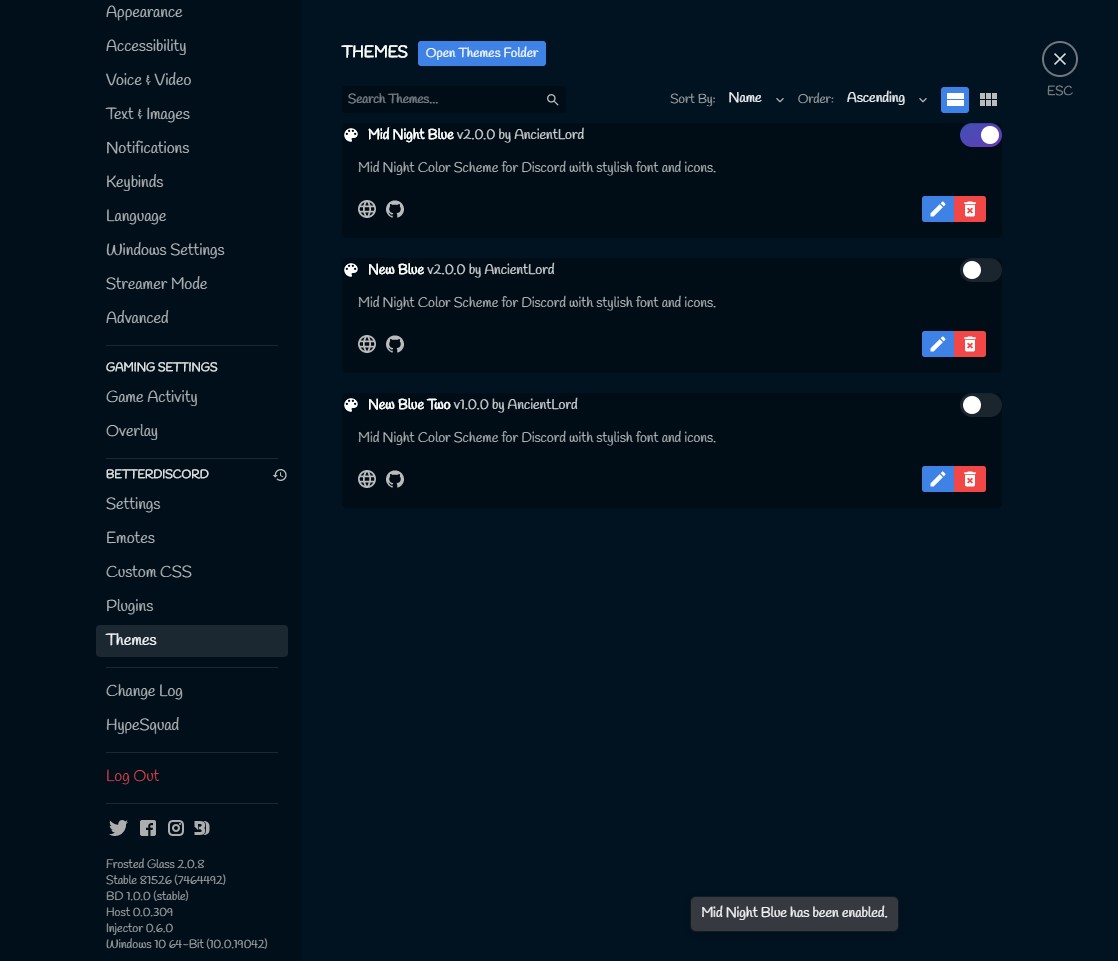 Appearance
Accessibility
Voice & Video
Text & Images
Notifications
Keybinds
Language
Windows Settings
Streamer Mode
Advanced
GAMING SETTINGS
Game Activity
Overlay
BETTERDISCORD
Settings
Emotes
Custom CSS
Plugins
Themes
Change Log
HypeSquad
Log Out
Frosted Glass 2.0.8
Stable 81526 (7464492)
BD 1.0.0 (stable)
Host 0.0.309
Injector 0.6.0
Windows 10 64-Bit (10.0.19042)
THEMES Open Themes Folder
Search Themes... Sort By: Name Order: Ascending
Mid Night Blue v2.0.0 by AncientLord
Mid Night Color Scheme for Discord with stylish font and icons.
New Blue v2.0.0 by AncientLord
Mid Night Color Scheme for Discord with stylish font and icons.
New Blue Two v1.0.0 by AncientLord
Mid Night Color Scheme for Discord with stylish font and icons.
ESC
Mid Night Blue has been enabled.